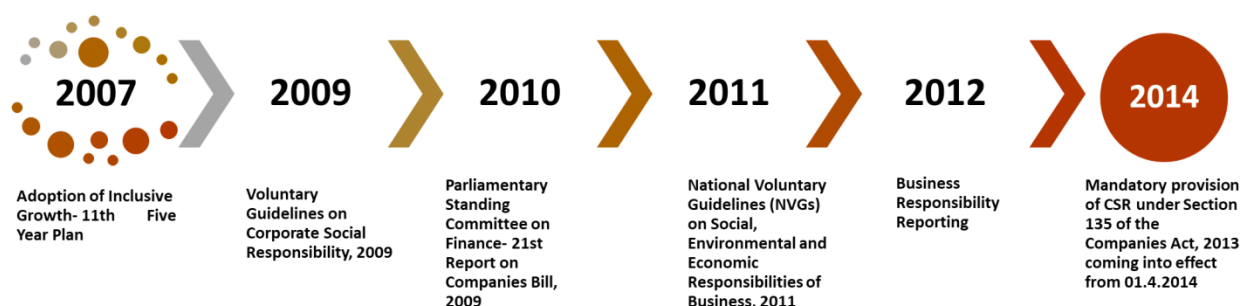 2007
Adoption of Inclusive
Growth- 11th Five
Year Plan
2009
Voluntary
Guidelines on
Corporate Social
Responsibility, 2009
2010
Parliamentary
Standing
Committee on
Finance- 21st
Report on
Companies Bill,
2009
2011
National Voluntary
Guidelines (NVGs)
on Social,
Environmental and
Economic
Responsibilities of
Business, 2011
2012
Business
Responsibility
Reporting
2014
Mandatory provision
of CSR under Section
135 of the
Companies Act, 2013
coming into effect
from 01.4.2014